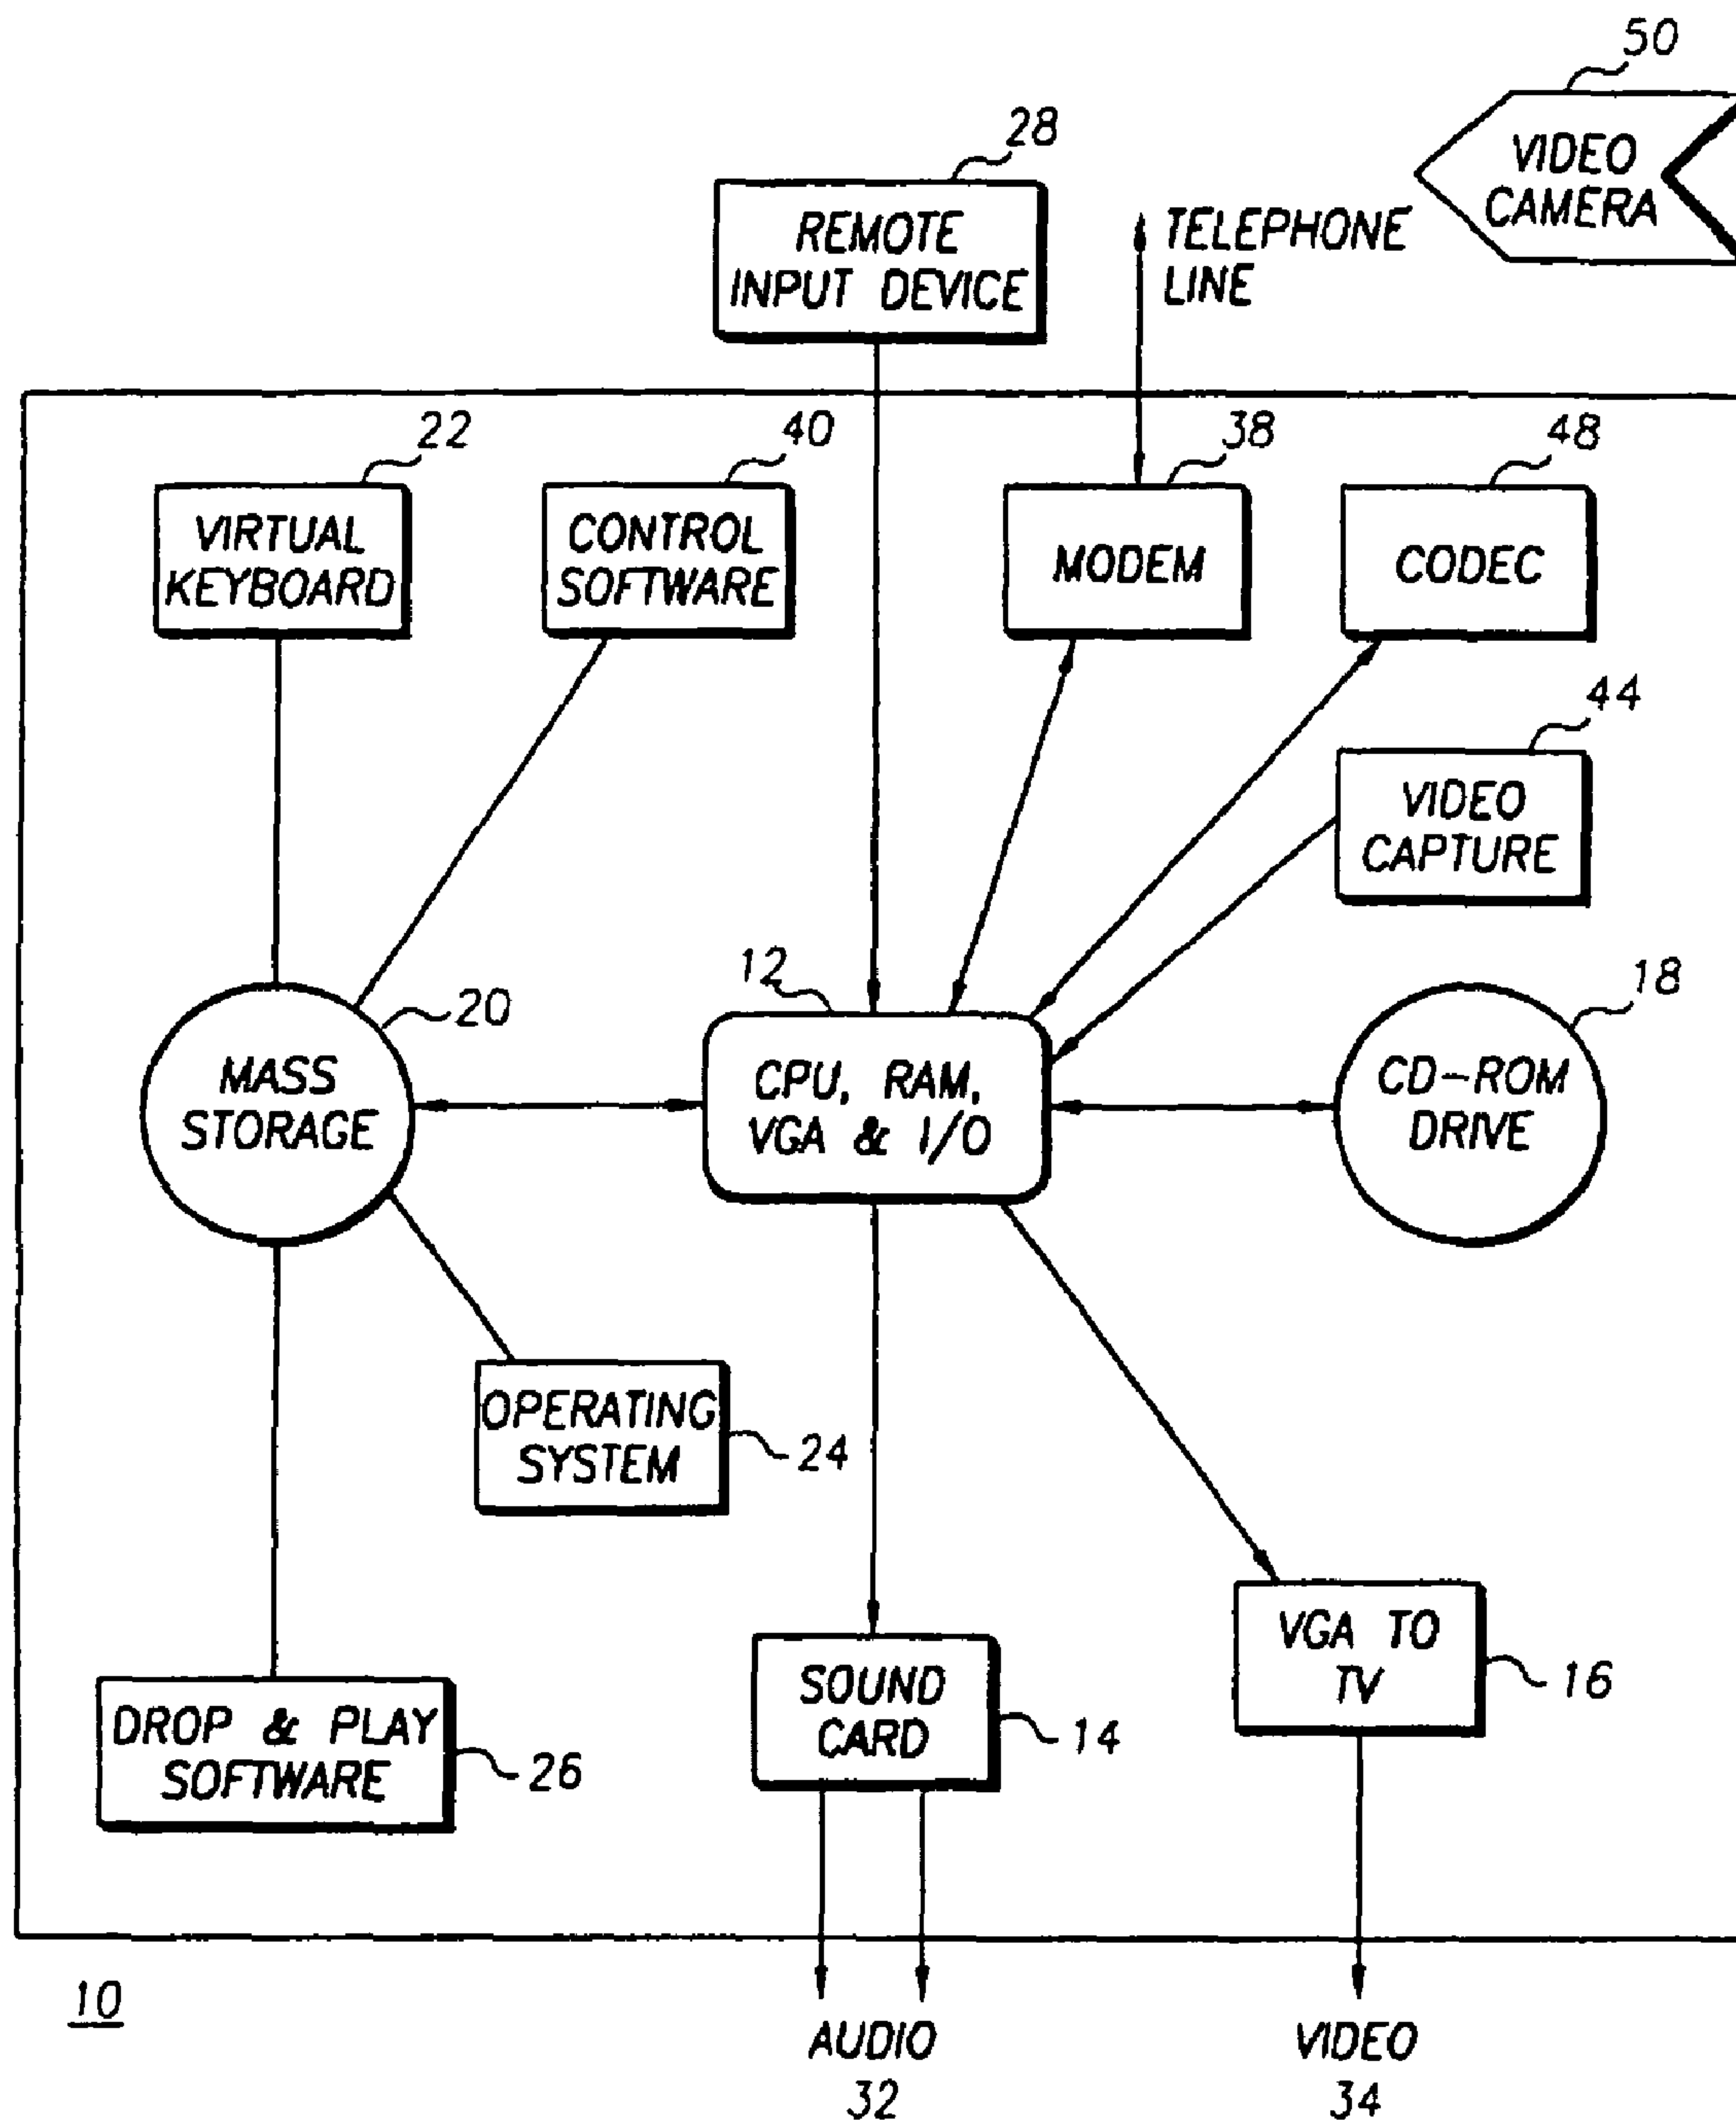 50
VIDEO
CAMERA
28
REMOTE
INPUT DEVICE
TELEPHONE
LINE
22
VIRTUAL
KEYBOARD
40
CONTROL
SOFTWARE
38
MODEM
48
CODEC
44
VIDEO
CAPTURE
20
MASS
STORAGE
12
CPU, RAM,
VGA & I/O
18
CD-ROM
DRIVE
OPERATING
SYSTEM
24
DROP & PLAY
SOFTWARE
26
SOUND
CARD
14
VGA TO
TV
16
10
AUDIO
32
VIDEO
34